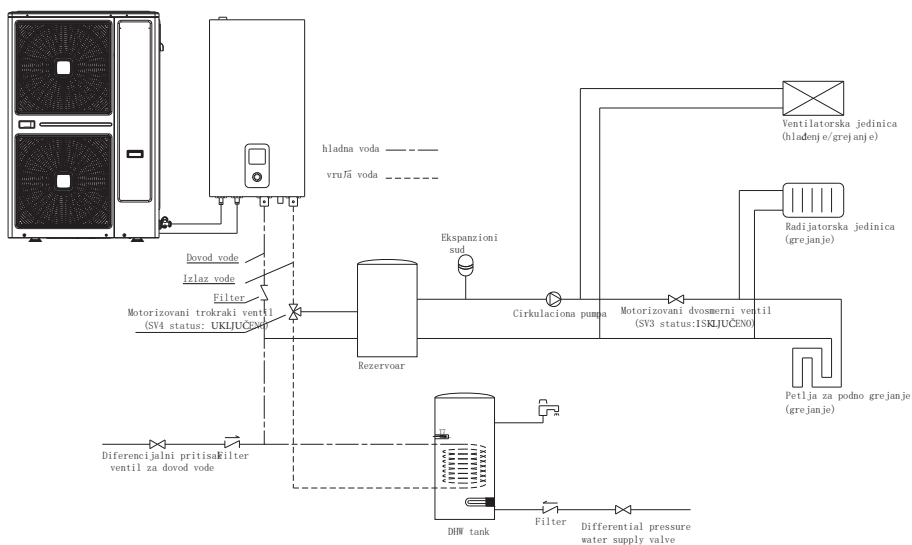 hladna voda
vruľá voda
Ventilatorska jedinica
(hlađenje/grejanje)
Radijatorska jedinica
(grejanje)
Ekspanzioni
sud
Dovod vode
Izlaz vode
Filter
Motorizovani trokraki ventil
(SV4 status: UKLJUČENO)
Cirkulaciona pumpa
Motorizovani dvosmerni ventil
(SV3 status:ISKLJUČENO)
Rezervoar
Petlja za podno grejanje
(grejanje)
T7
Diferencijalni pritisak
ventil za dovod vode
Filter
DHW tank
Filter
Differential pressure
water supply valve